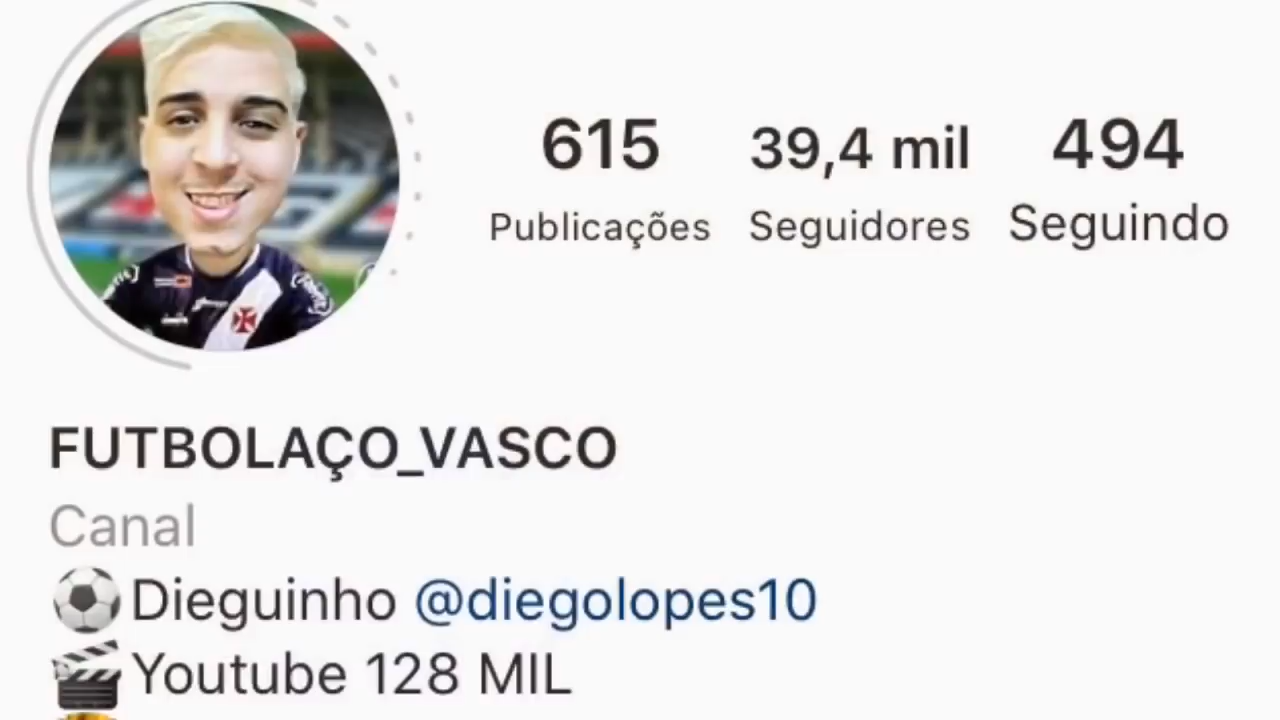 615 39,4 mil 494
Publicações Seguidores Seguindo
FUTBOLAÇO_VASCO
Canal
Dieguinho @diegolopes10
Youtube 128 MIL